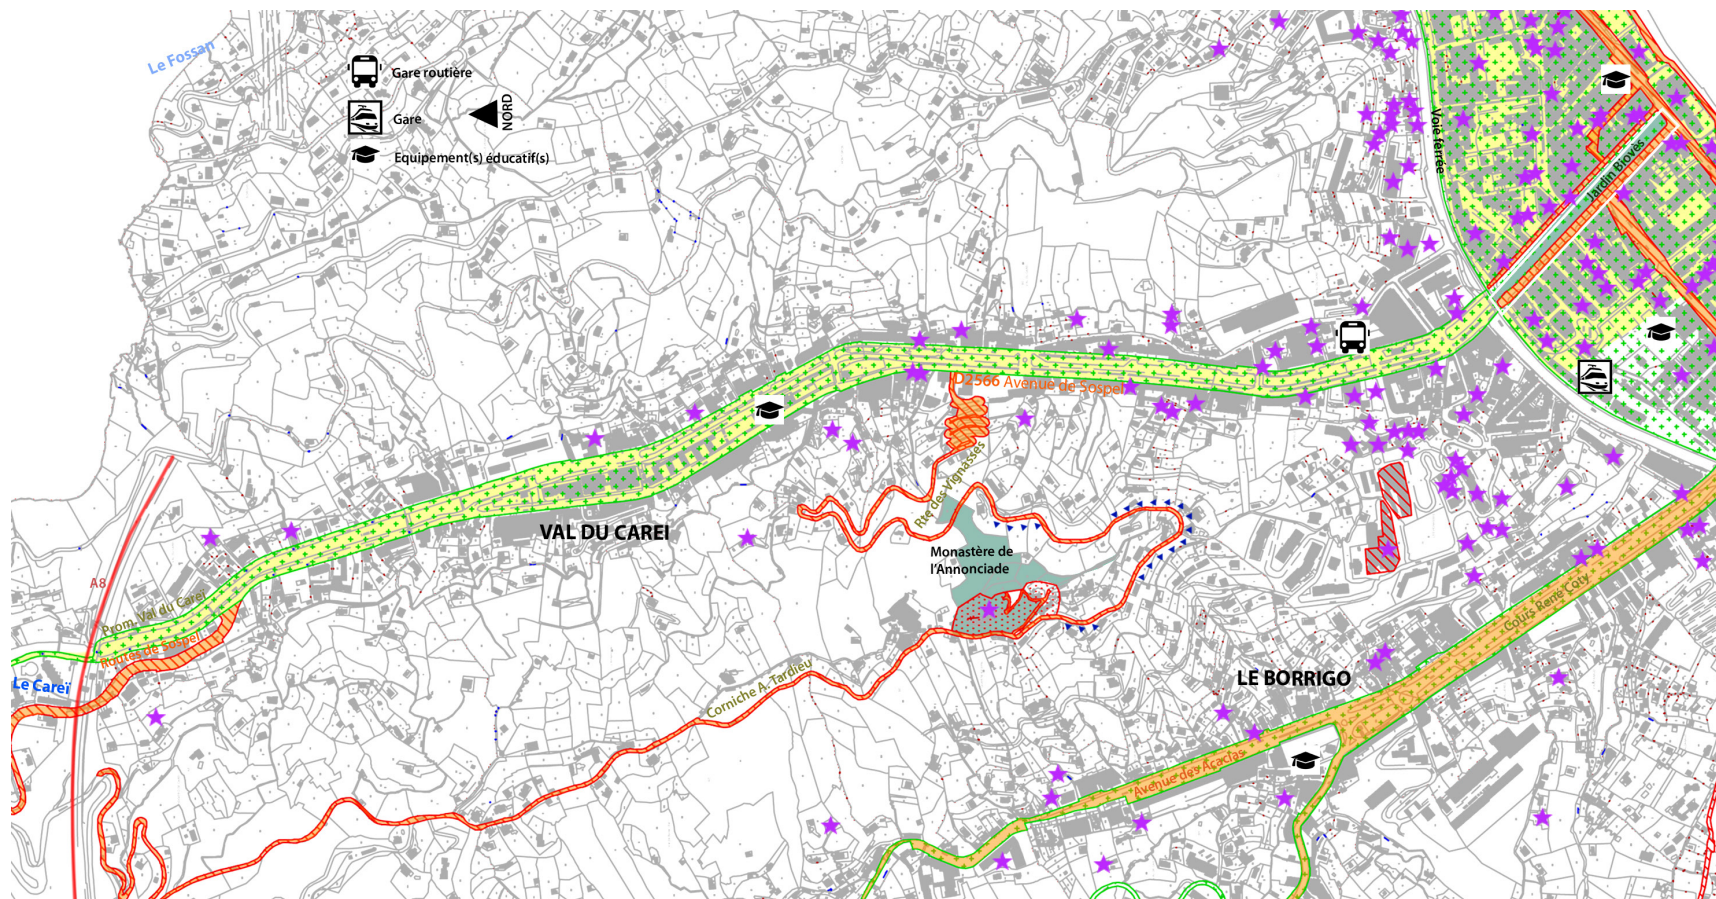 Le Fossan
Gare routière
Gare
NORD
Equipement(s) éducatif(s)
Voie ferrée
Jardin Biovès
D2566 Avenue de Sospel
Rte des Vignasses
VAL DU CAREI
Monastère de
l'Annonciade
A8
Prom. Val du Carei
Routes de Sospel
Le Carei
Corniche A. Tardieu
LE BORRIGO
Cours René Coty
Avenue des Acacias